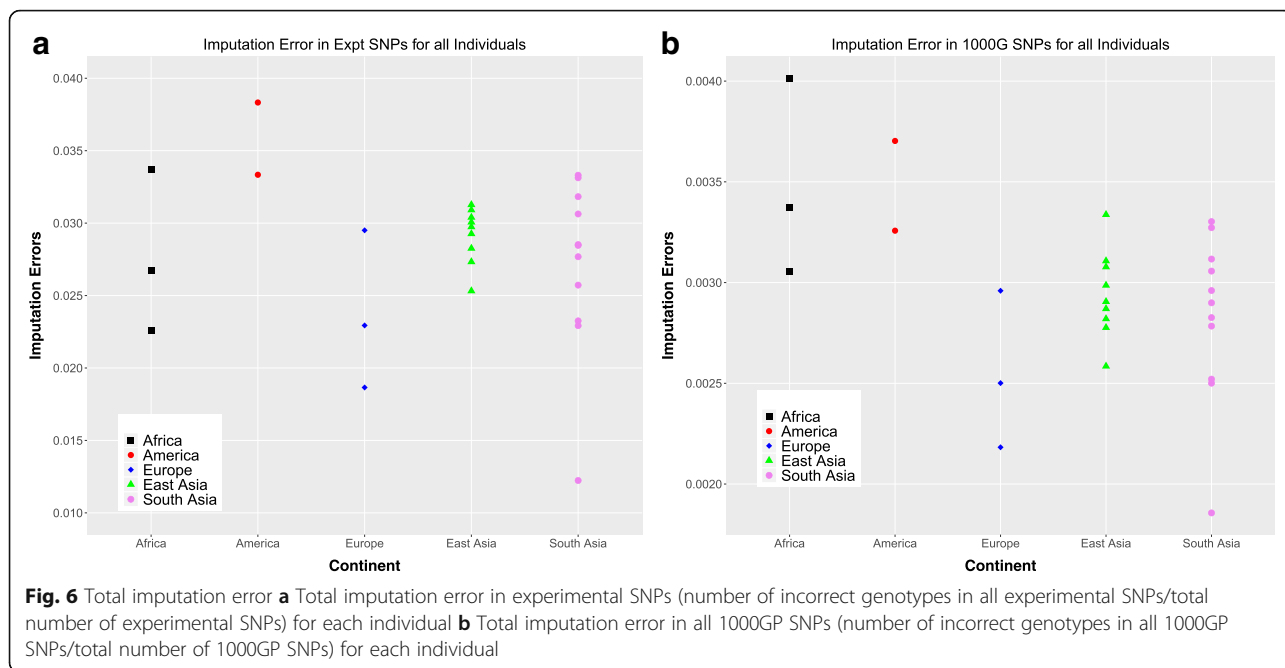 a
Imputation Error in Expt SNPs for all Individuals
Imputation Errors
0.040
0.035
0.030
0.025
0.020
0.015
0.010
Africa
America
Europe
East Asia
South Asia
Africa America Europe East Asia South Asia
Continent
b
Imputation Error in 1000G SNPs for all Individuals
Imputation Errors
0.0040
0.0035
0.0030
0.0025
0.0020
Africa
America
Europe
East Asia
South Asia
Africa America Europe East Asia South Asia
Continent
Fig. 6 Total imputation error a Total imputation error in experimental SNPs (number of incorrect genotypes in all experimental SNPs/total
number of experimental SNPs) for each individual b Total imputation error in all 1000GP SNPs (number of incorrect genotypes in all 1000GP
SNPs/total number of 1000GP SNPs) for each individual